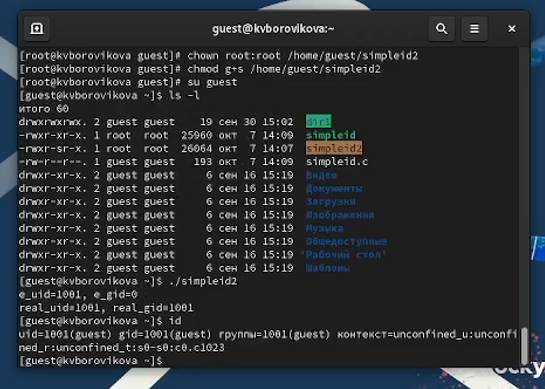 guest@kvborovikova:~
[root@kvborovikova guest]# chown root:root /home/guest/simpleid2
[root@kvborovikova guest]# chmod g+s /home/guest/simpleid2
[root@kvborovikova guest]# su guest
[guest@kvborovikova ~]$ ls -l
итого 60
drwxrwxrwx. 2 guest guest 19 сен 30 15:02 dir1
-rwxr-xr-x. 1 root root 25960 окт 7 14:09 simpleid
-rwxr-sr-x. 1 root root 26064 окт 7 14:07 simpleid2
-rw-r--r--. 1 guest guest 193 окт 7 14:09 simpleid.c
drwxr-xr-x. 2 guest guest 6 сен 16 15:19 Видео
drwxr-xr-x. 2 guest guest 6 сен 16 15:19 Документы
drwxr-xr-x. 2 guest guest 6 сен 16 15:19 Загрузки
drwxr-xr-x. 2 guest guest 6 сен 16 15:19 Изображения
drwxr-xr-x. 2 guest guest 6 сен 16 15:19 Музыка
drwxr-xr-x. 2 guest guest 6 сен 16 15:19 Общедоступные
drwxr-xr-x. 2 guest guest 6 сен 16 15:19 'Рабочий стол'
drwxr-xr-x. 2 guest guest 6 сен 16 15:19 Шаблоны
[guest@kvborovikova ~]$ ./simpleid2
e_uid=1001, e_gid=0
real_uid=1001, real_gid=1001
[guest@kvborovikova ~]$ id
uid=1001(guest) gid=1001(guest) группы=1001(guest) контекст=unconfined_u:unconfi
ned_r:unconfined_t:s0-s0:c0.c1023
[guest@kvborovikova ~]$
ocky